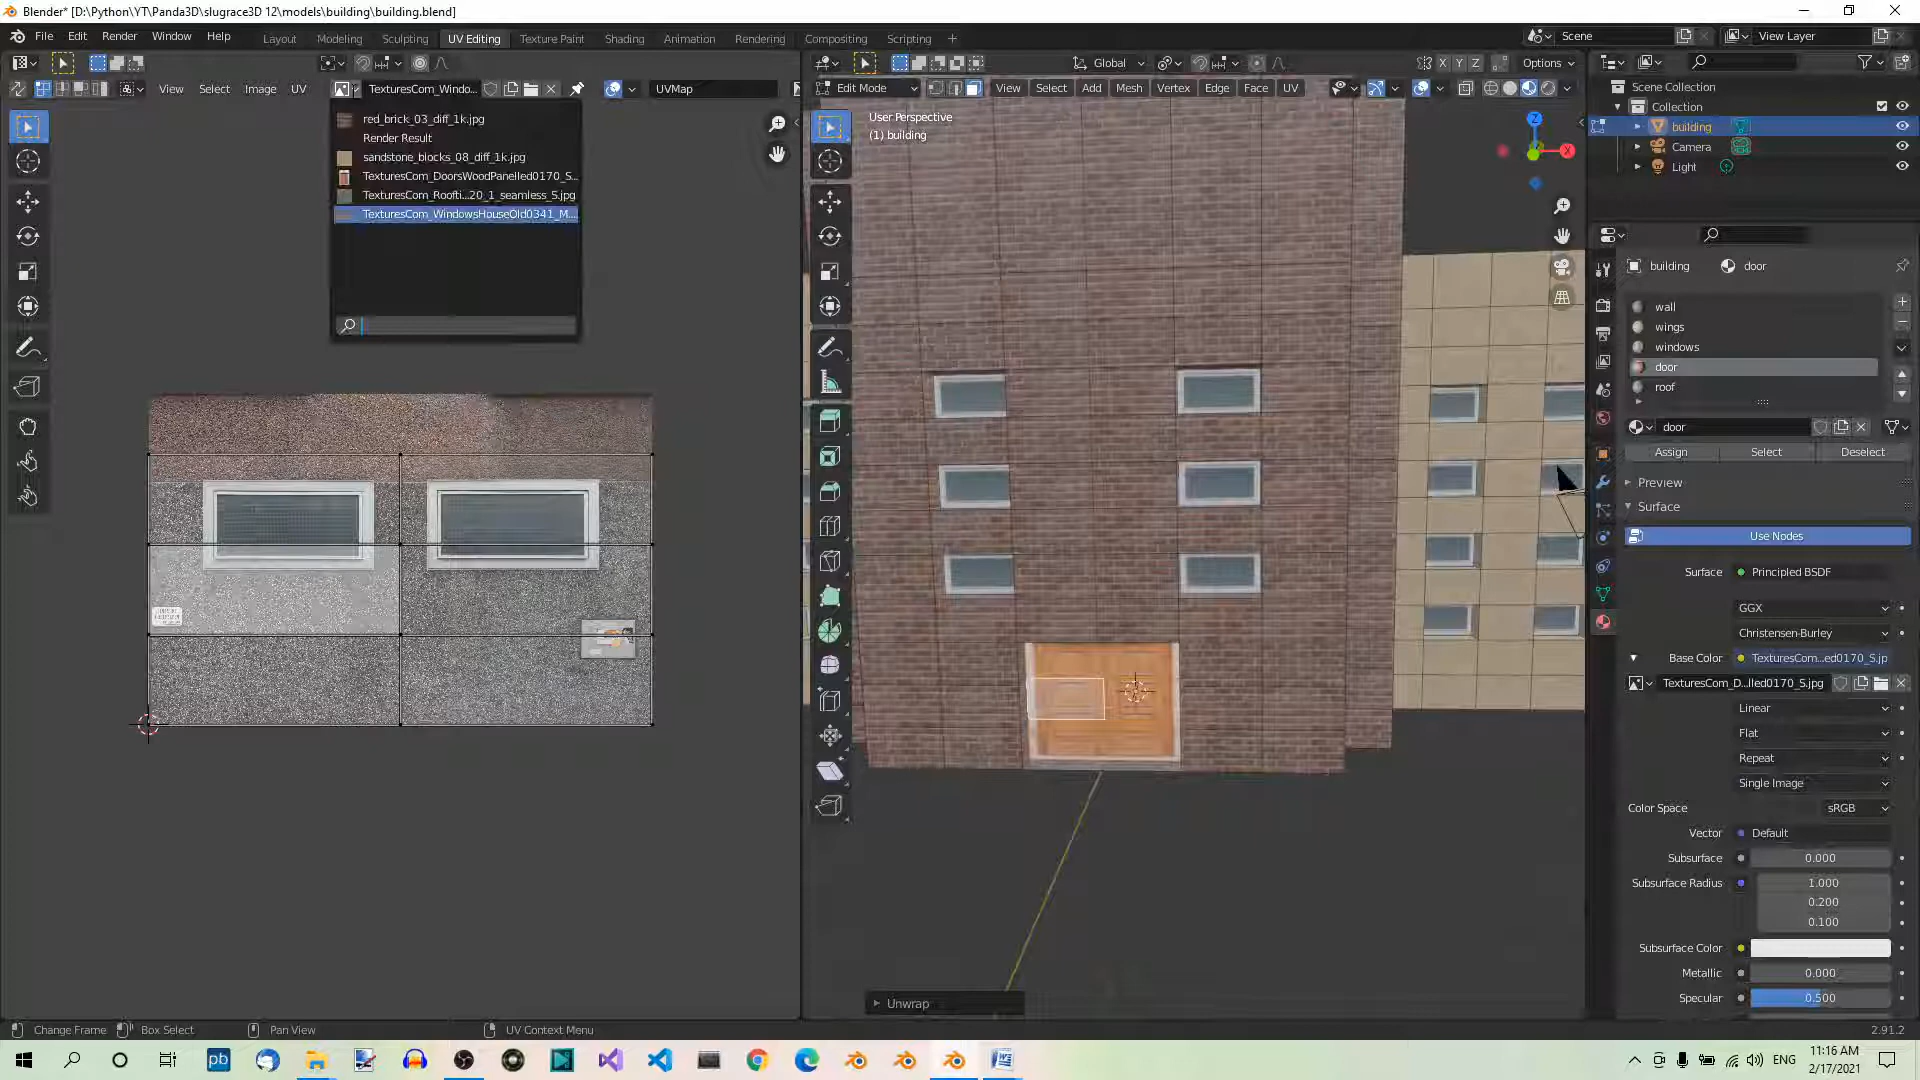 Blender* [D:\Python\YT\Panda3D\slugrace3D 12\models\building\building.blend]
File Edit Render Window Help Layout Modeling Sculpting UV Editing Texture Paint Shading Animation Rendering Compositing Scripting Scene View Layer
Global X Y Z Options
View Select Image UV TexturesCom_Windo... UVMap Edit Mode View Select Add Mesh Vertex Edge Face UV
Scene Collection
Collection
building
Camera
Light
red_brick_03_diff_1k.jpg
Render Result
sandstone_blocks_08_diff_1k.jpg
TexturesCom_DoorsWoodPanelled0170_S...
TexturesCom_Roofti...20_1_seamless_S.jpg
TexturesCom_WindowsHouseOld0341_M...
User Perspective
(1) building
Z
X
building door
wall
wings
windows
door
roof
door
Assign Select Deselect
Preview
Surface
Use Nodes
Surface Principled BSDF
GGX
Christensen-Burley
Base Color TexturesCom...ed0170_S.jp
TexturesCom_D...lled0170_S.jpg
Linear
Flat
Repeat
Single Image
Color Space sRGB
Vector Default
Subsurface 0.000
Subsurface Radius 1.000
0.200
0.100
Subsurface Color
Metallic 0.000
Specular 0.500
Unwrap
Change Frame Box Select Pan View UV Context Menu 2.91.2
pb ENG 11:16 AM
2/17/2021